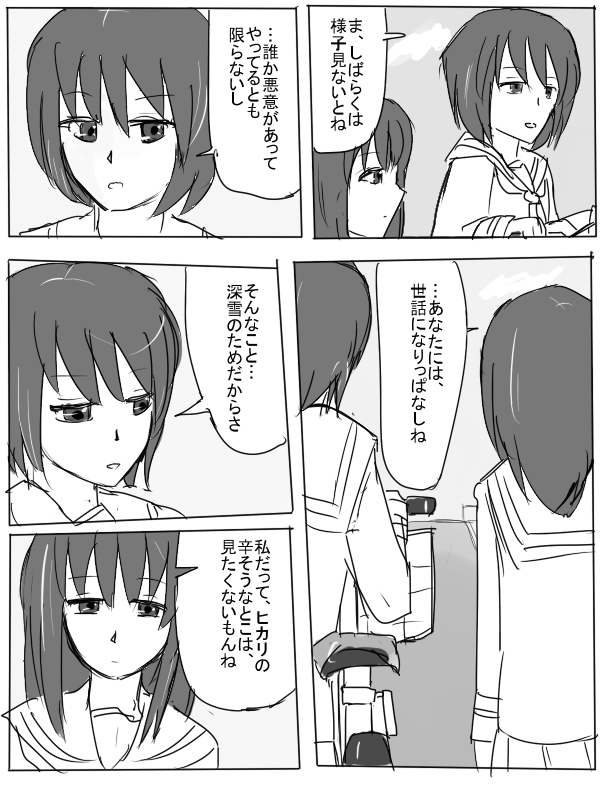 ま、しばらくは
様子見ないとね
…誰か悪意があって
やってるとも
限らないし
…あなたには、
世話になりっぱなしね
そんなこと…
深雪のためだからさ
私だって、ヒカリの
辛そうなとこは、
見たくないもんね